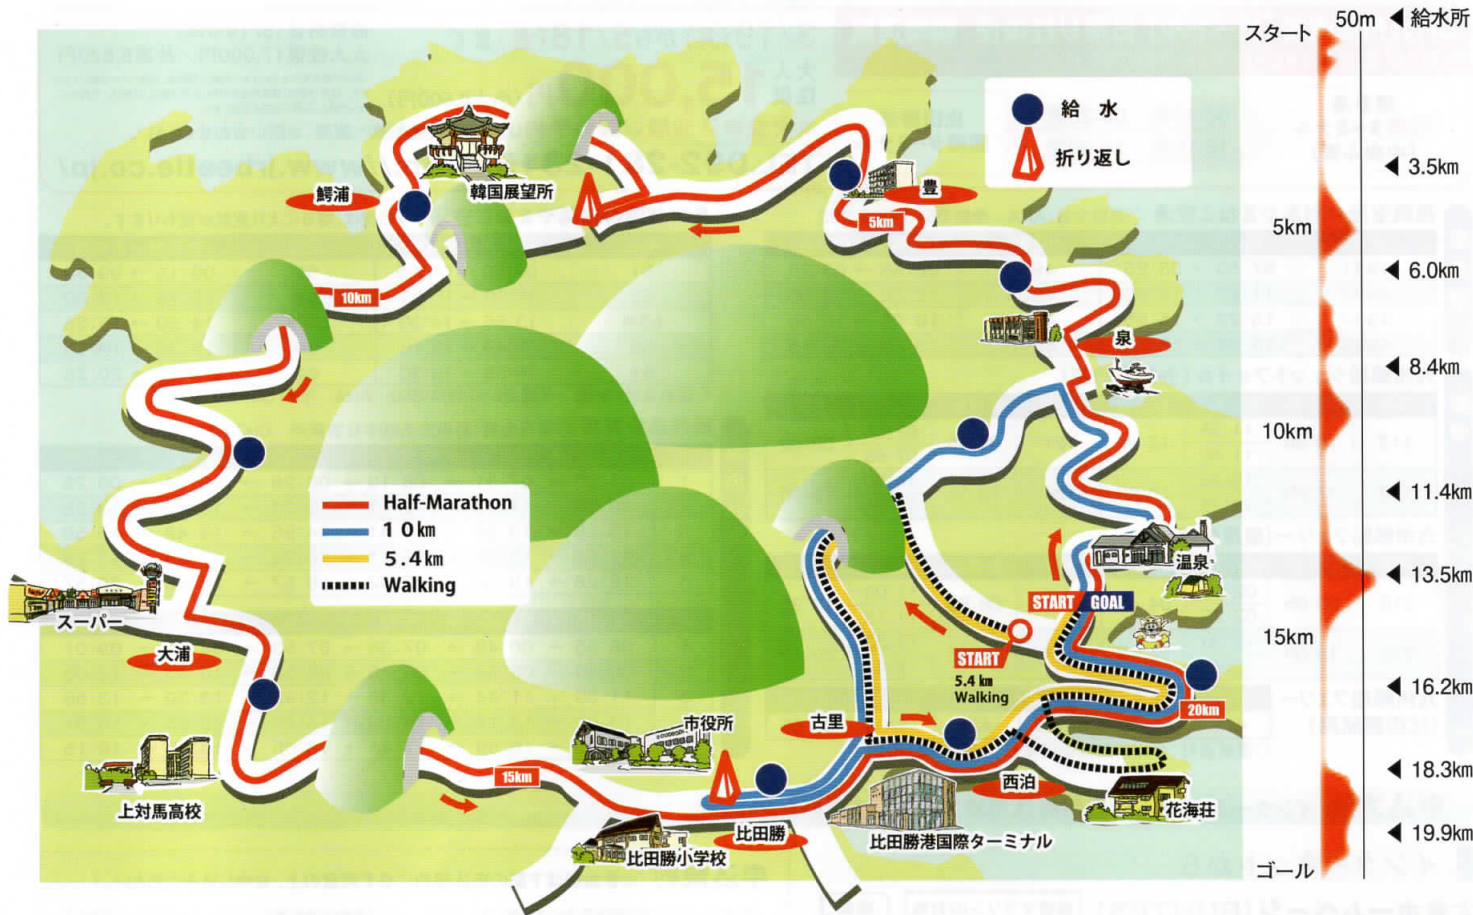 50m ◀給水所
スタート
給 水
折り返し
3.5km
5km
6.0km
8.4km
10km
11.4km
13.5km
15km
16.2km
18.3km
19.9km
ゴール
韓国展望所
鰐浦
豊
5km
10km
泉
Half-Marathon
10km
5.4km
Walking
温泉
START
GOAL
START
5.4 km
Walking
スーパー
大浦
20km
市役所
古里
15km
西泊
上対馬高校
花海荘
比田勝
比田勝小学校
比田勝港国際ターミナル